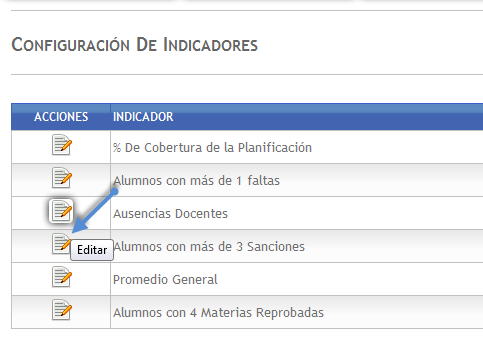 Configuración De Indicadores
ACCIONES INDICADOR
% De Cobertura de la Planificación
Alumnos con más de 1 faltas
Ausencias Docentes
Alumnos con más de 3 Sanciones
Editar
Promedio General
Alumnos con 4 Materias Reprobadas